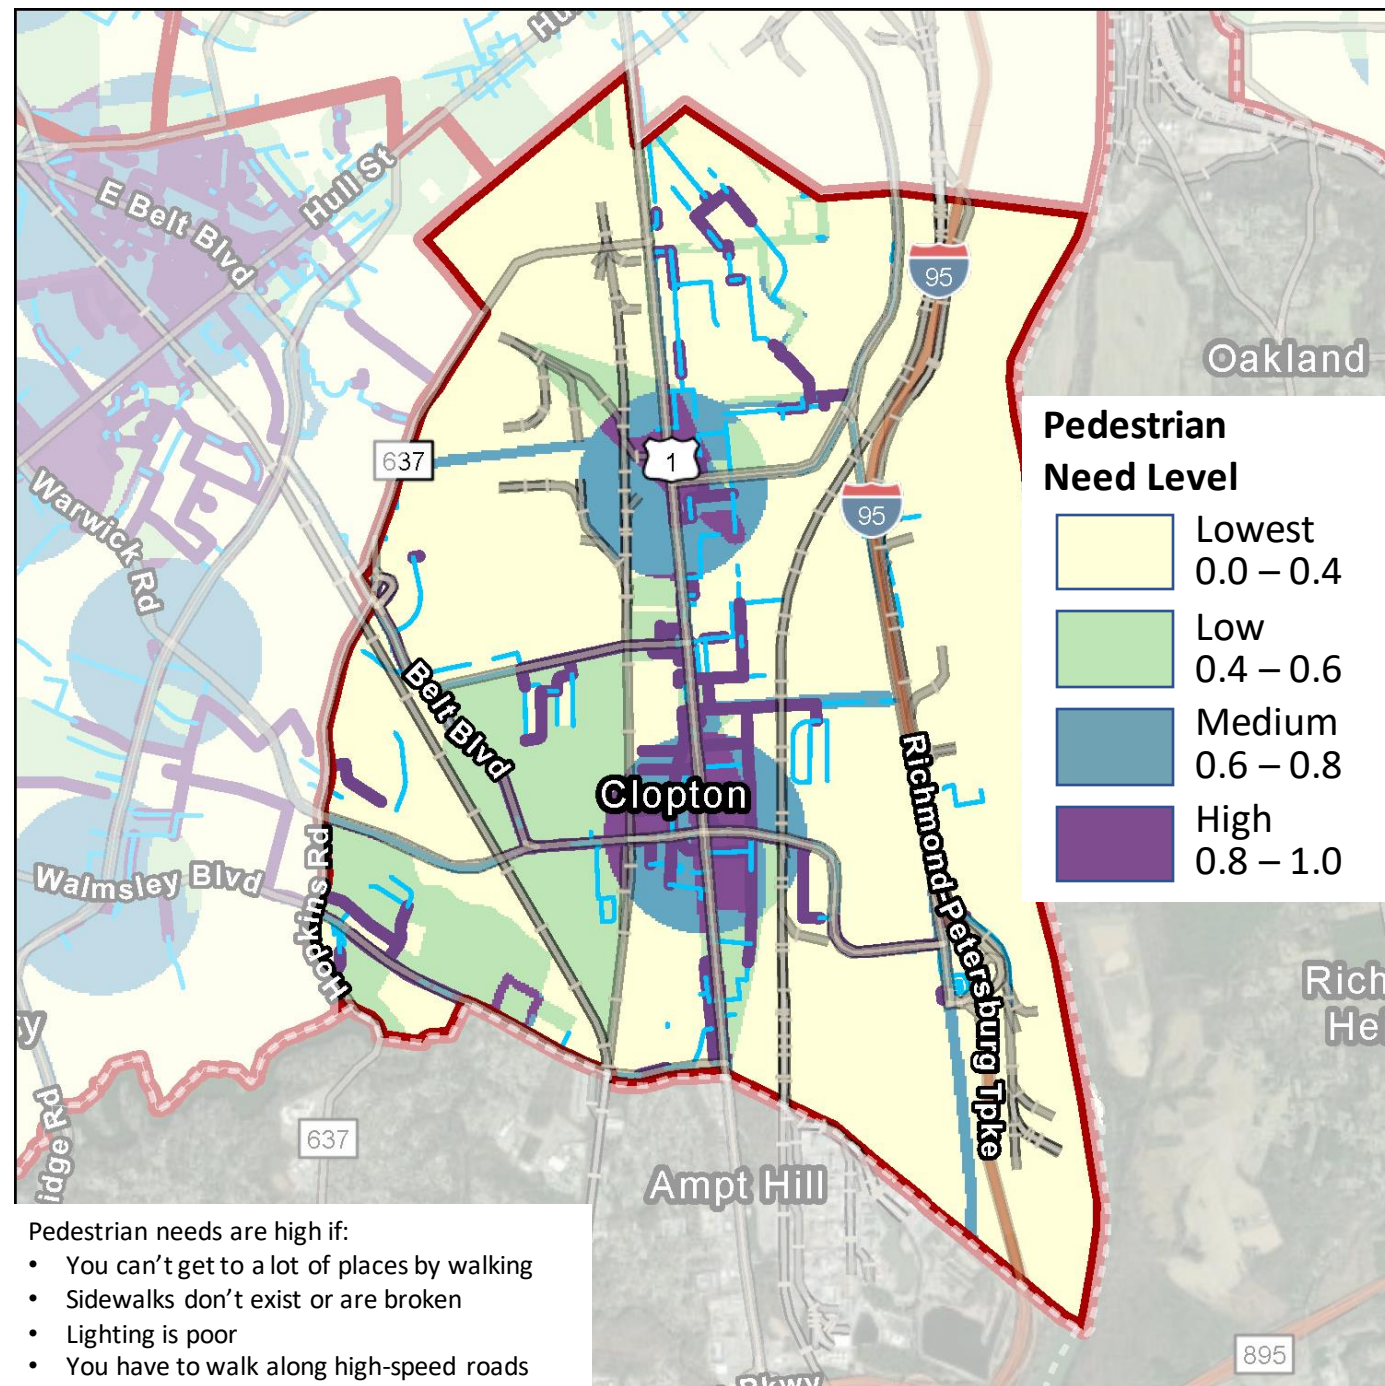 Hull St
E Belt Blvd
95
Oakland
637
1
95
Warwick Rd
Belt Blvd
Clopton
Richmond-Petersburg Tpke
Walmsley Blvd
Hopkins Rd
637
Ampt Hill
895
Pkwy
Pedestrian
Need Level
Lowest
0.0 – 0.4
Low
0.4 – 0.6
Medium
0.6 – 0.8
High
0.8 – 1.0
Pedestrian needs are high if:
• You can't get to a lot of places by walking
• Sidewalks don't exist or are broken
• Lighting is poor
• You have to walk along high-speed roads